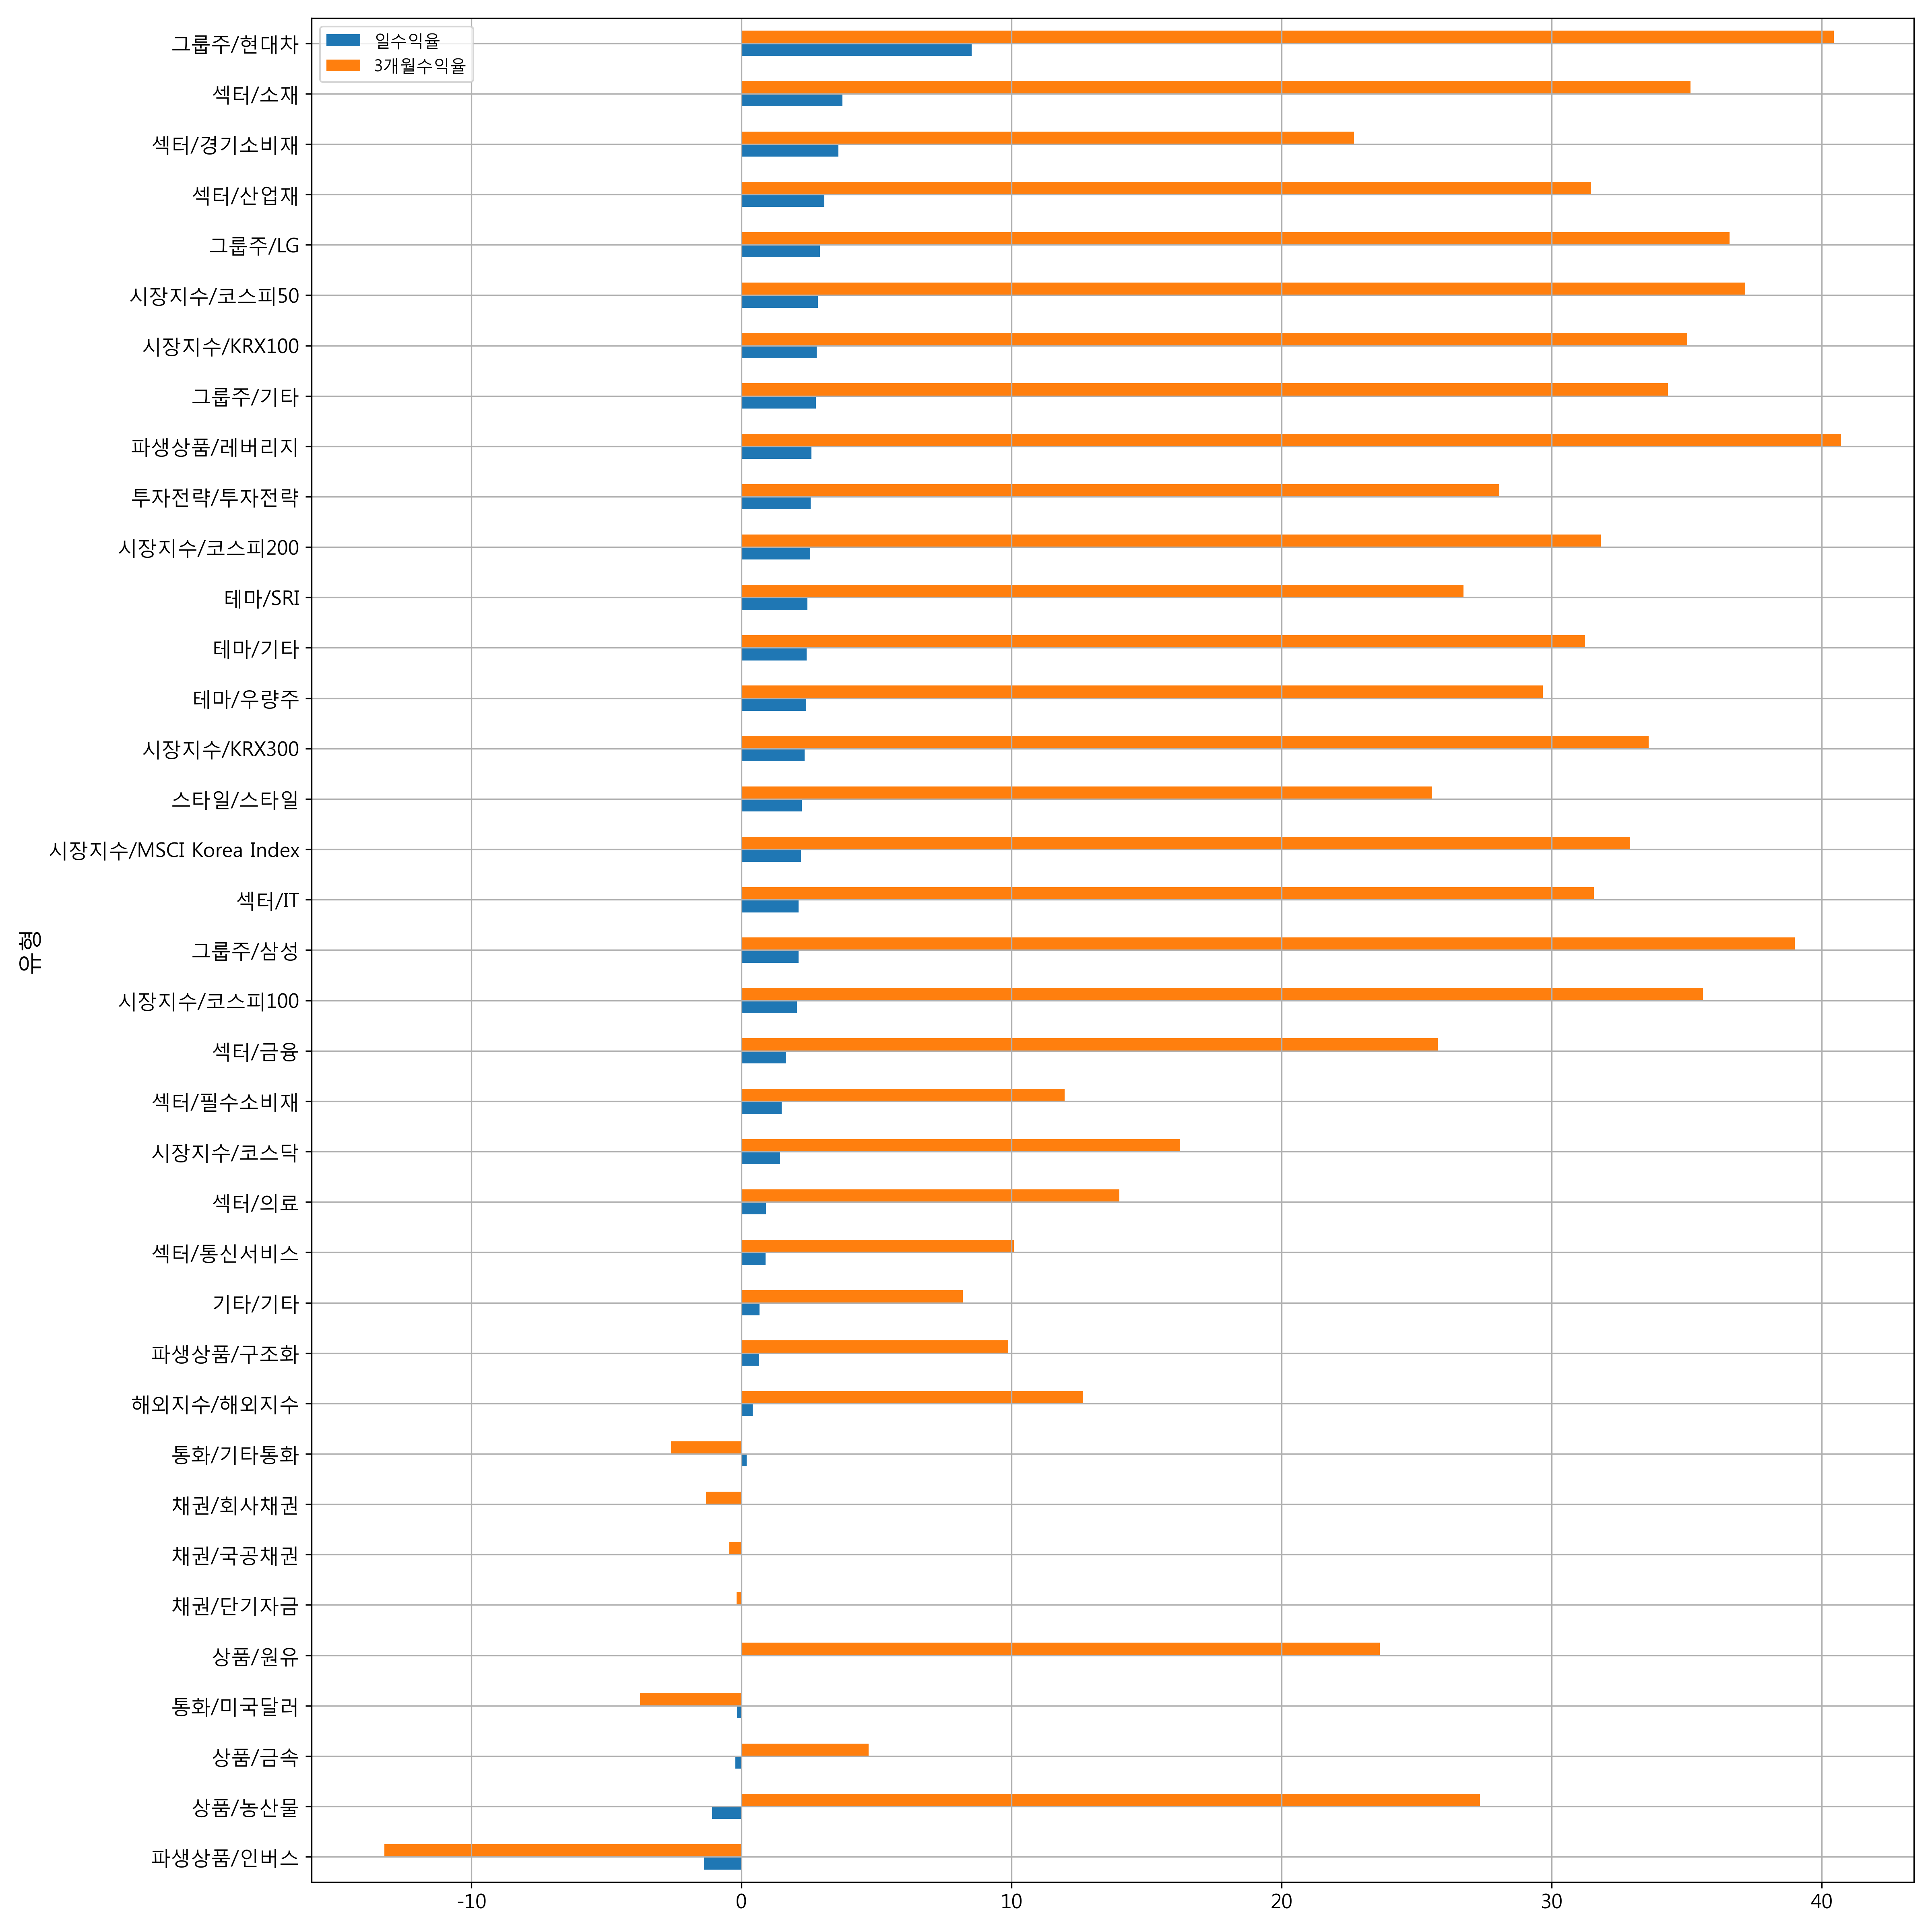 일수익율
3개월수익율
그룹주/현대차
섹터/소재
섹터/경기소비재
섹터/산업재
그룹주/LG
시장지수/코스피50
시장지수/KRX100
그룹주/기타
파생상품/레버리지
투자전략/투자전략
시장지수/코스피200
테마/SRI
테마/기타
테마/우량주
시장지수/KRX300
스타일/스타일
시장지수/MSCI Korea Index
섹터/IT
그룹주/삼성
시장지수/코스피100
섹터/금융
섹터/필수소비재
시장지수/코스닥
섹터/의료
섹터/통신서비스
기타/기타
파생상품/구조화
해외지수/해외지수
통화/기타통화
채권/회사채권
채권/국공채권
채권/단기자금
상품/원유
통화/미국달러
상품/금속
상품/농산물
파생상품/인버스
유형
-10 0 10 20 30 40